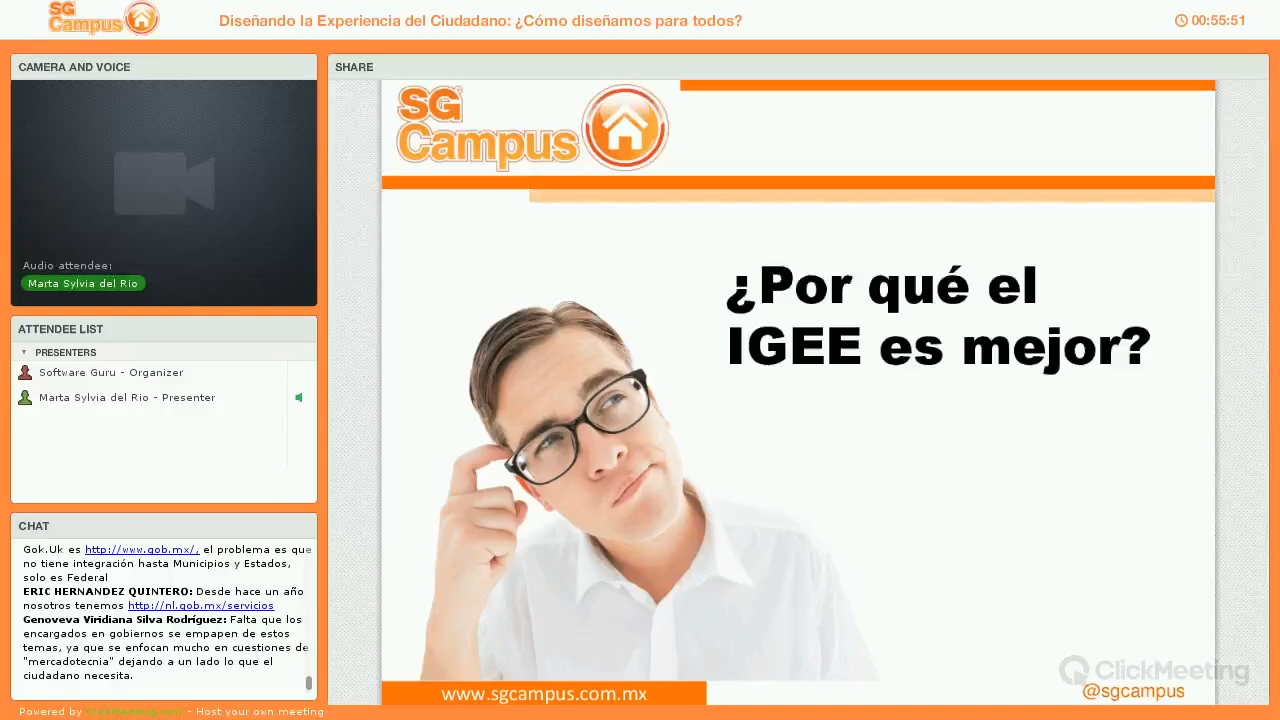 SG
Campus
Diseñando la Experiencia del Ciudadano: ¿Cómo diseñamos para todos?
00:55:51
CAMERA AND VOICE
Audio attendee:
Marta Sylvia del Rio
ATTENDEE LIST
PRESENTERS
Software Guru - Organizer
Marta Sylvia del Rio - Presenter
CHAT
Gok.Uk es http://www.gob.mx/, el problema es que
no tiene integración hasta Municipios y Estados,
solo es Federal
ERIC HERNANDEZ QUINTERO: Desde hace un año
nosotros tenemos http://nl.gob.mx/servicios
Genoveva Viridiana Silva Rodríguez: Falta que los
encargados en gobiernos se empapen de estos
temas, ya que se enfocan mucho en cuestiones de
"mercadotecnia" dejando a un lado lo que el
ciudadano necesita.
Powered by ClickMeeting.com - Host your own meeting
SHARE
SG
Campus
¿Por qué el
IGEE es mejor?
ClickMeeting
www.sgcampus.com.mx
@sgcampus